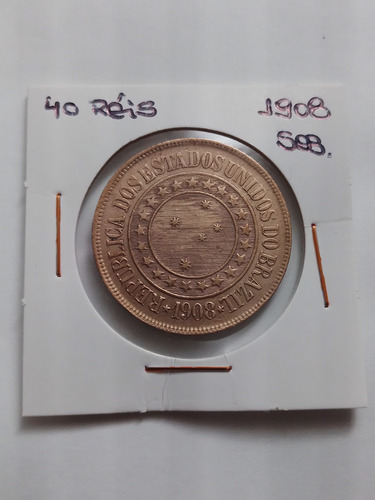 40 Réis
1908
Sob.
REPUBLICA DOS ESTADOS UNIDOS DO BRAZIL
1908